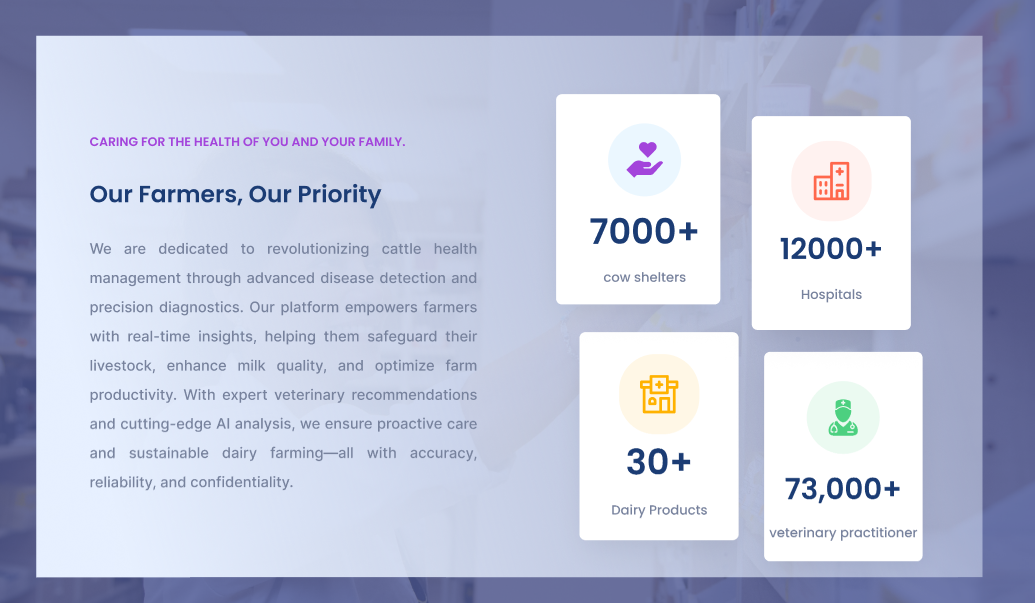 CARING FOR THE HEALTH OF YOU AND YOUR FAMILY.
Our Farmers, Our Priority
We are dedicated to revolutionizing cattle health
management through advanced disease detection and
precision diagnostics. Our platform empowers farmers
with real-time insights, helping them safeguard their
livestock, enhance milk quality, and optimize farm
productivity. With expert veterinary recommendations
and cutting-edge AI analysis, we ensure proactive care
and sustainable dairy farming—all with accuracy,
reliability, and confidentiality.
7000+
cow shelters
12000+
Hospitals
30+
Dairy Products
73,000+
veterinary practitioner